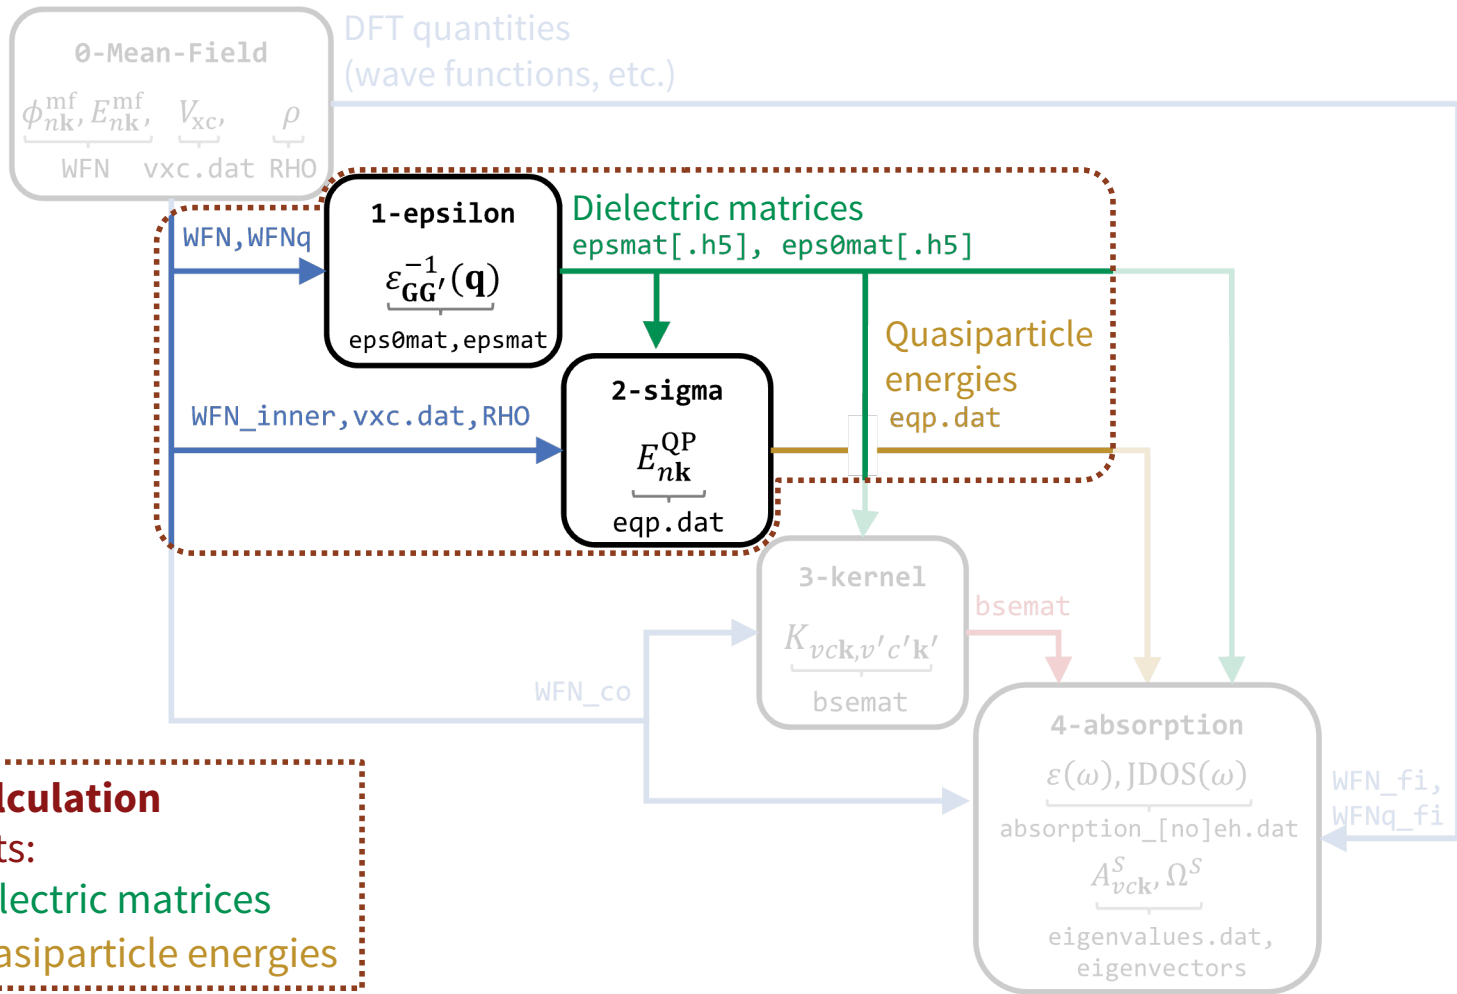 DFT quantities
(wave functions, etc.)
0-Mean-Field
ϕ^mf_nk, E^mf_nk, V_xc, ρ
WFN vxc.dat RHO
1-epsilon
ε^−1_GG′(q)
eps0mat,epsmat
WFN,WFNq
Dielectric matrices
epsmat[.h5], eps0mat[.h5]
Quasiparticle
energies
eqp.dat
WFN_inner,vxc.dat,RHO
2-sigma
E^QP_nk
eqp.dat
3-kernel
K_vck,v′c′k′
bsemat
bsemat
WFN_co
4-absorption
ε(ω), JDOS(ω)
absorption_[no]eh.dat
A^S_vck, Ω^S
eigenvalues.dat,
eigenvectors
WFN_fi,
WFNq_fi
lculation
ts:
lectric matrices
asiparticle energies